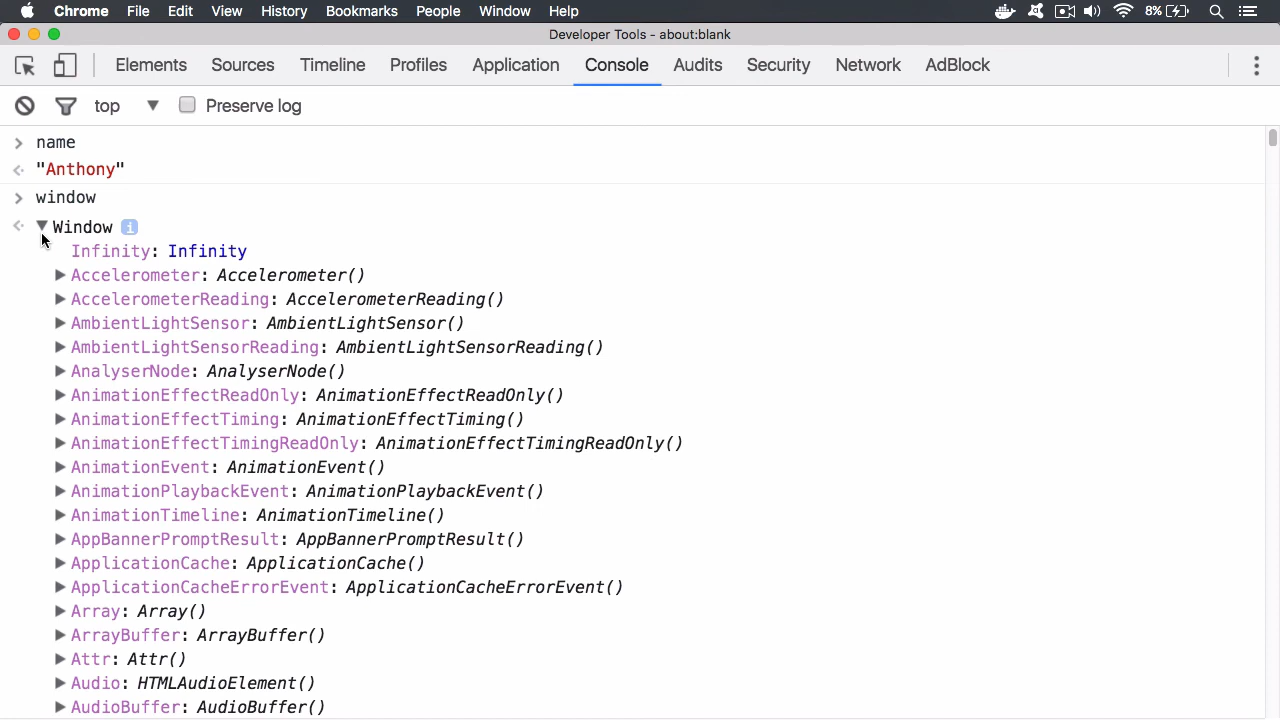 Chrome File Edit View History Bookmarks People Window Help 8%
Developer Tools - about:blank
Elements Sources Timeline Profiles Application Console Audits Security Network AdBlock
top Preserve log
name
"Anthony"
window
Window i
Infinity: Infinity
Accelerometer: Accelerometer()
AccelerometerReading: AccelerometerReading()
AmbientLightSensor: AmbientLightSensor()
AmbientLightSensorReading: AmbientLightSensorReading()
AnalyserNode: AnalyserNode()
AnimationEffectReadOnly: AnimationEffectReadOnly()
AnimationEffectTiming: AnimationEffectTiming()
AnimationEffectTimingReadOnly: AnimationEffectTimingReadOnly()
AnimationEvent: AnimationEvent()
AnimationPlaybackEvent: AnimationPlaybackEvent()
AnimationTimeline: AnimationTimeline()
AppBannerPromptResult: AppBannerPromptResult()
ApplicationCache: ApplicationCache()
ApplicationCacheErrorEvent: ApplicationCacheErrorEvent()
Array: Array()
ArrayBuffer: ArrayBuffer()
Attr: Attr()
Audio: HTMLAudioElement()
AudioBuffer: AudioBuffer()